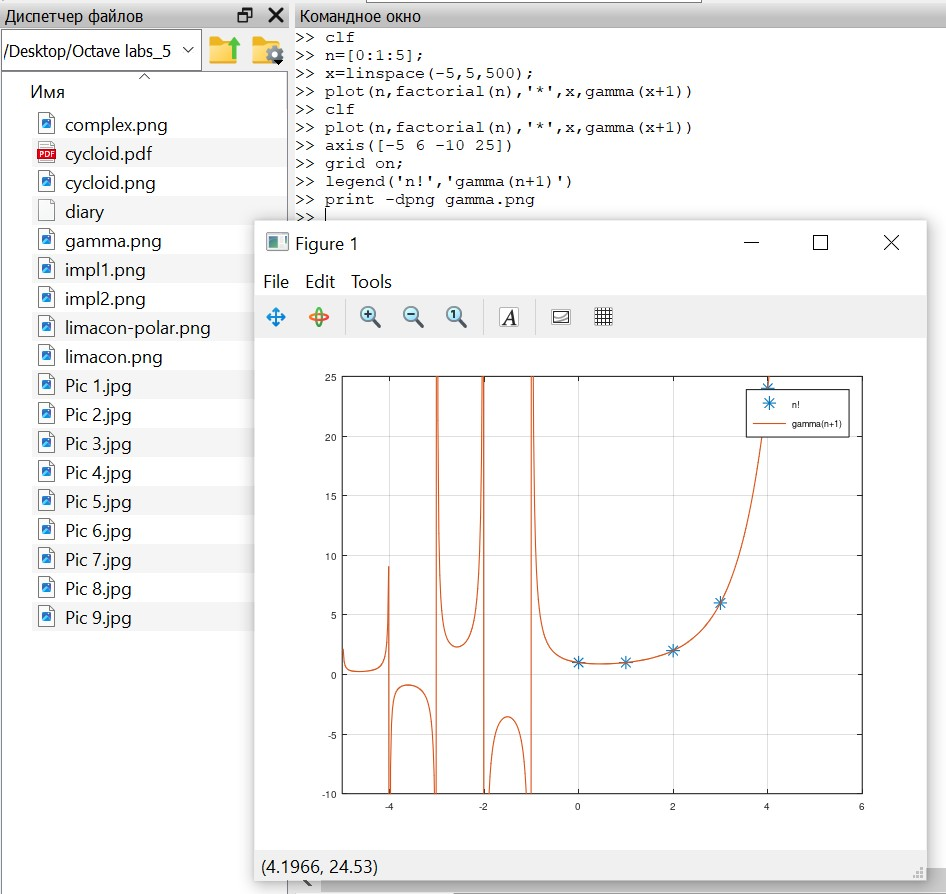 Диспетчер файлов
/Desktop/Octave labs_5
Имя
complex.png
cycloid.pdf
cycloid.png
diary
gamma.png
impl1.png
impl2.png
limacon-polar.png
limacon.png
Pic 1.jpg
Pic 2.jpg
Pic 3.jpg
Pic 4.jpg
Pic 5.jpg
Pic 6.jpg
Pic 7.jpg
Pic 8.jpg
Pic 9.jpg
Командное окно
>> clf
>> n=[0:1:5];
>> x=linspace(-5,5,500);
>> plot(n,factorial(n),'*',x,gamma(x+1))
>> clf
>> plot(n,factorial(n),'*',x,gamma(x+1))
>> axis([-5 6 -10 25])
>> grid on;
>> legend('n!','gamma(n+1)')
>> print -dpng gamma.png
>>
Figure 1
File Edit Tools
25
20
15
10
5
0
-5
-10
-4 -2 0 2 4 6
n!
gamma(n+1)
(4.1966, 24.53)